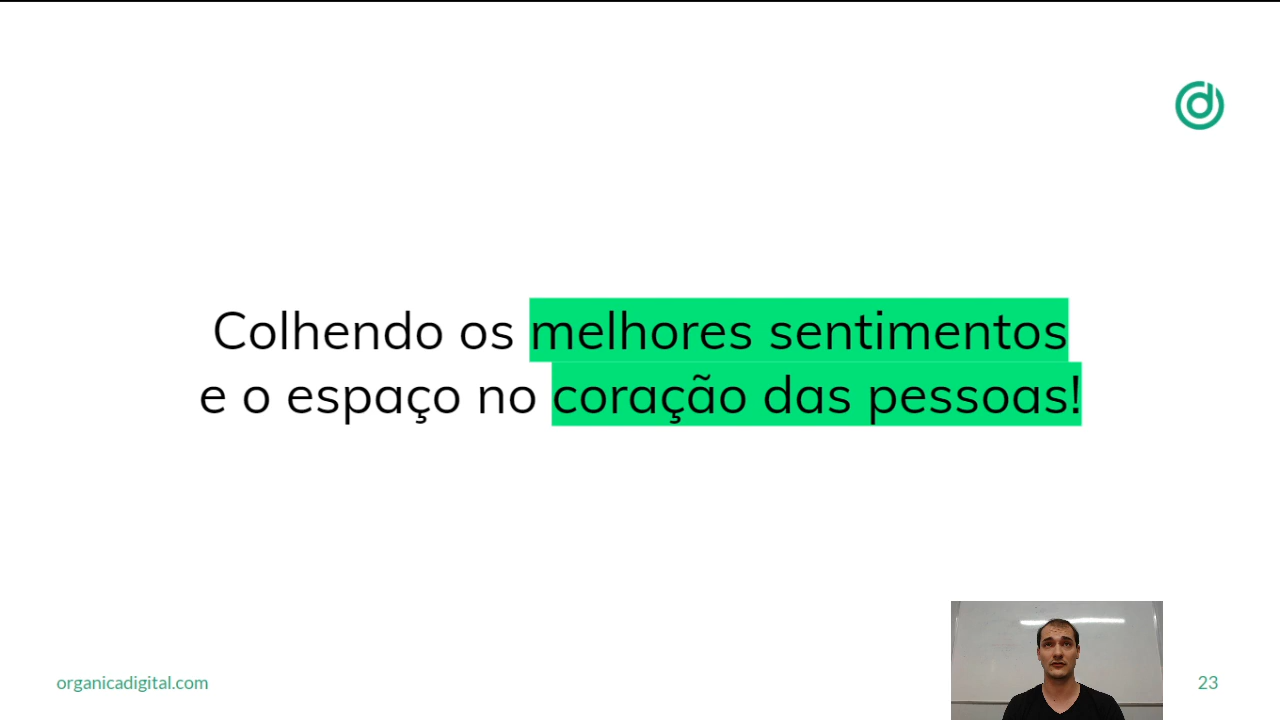 Colhendo os melhores sentimentos
e o espaço no coração das pessoas!
organicadigital.com
23